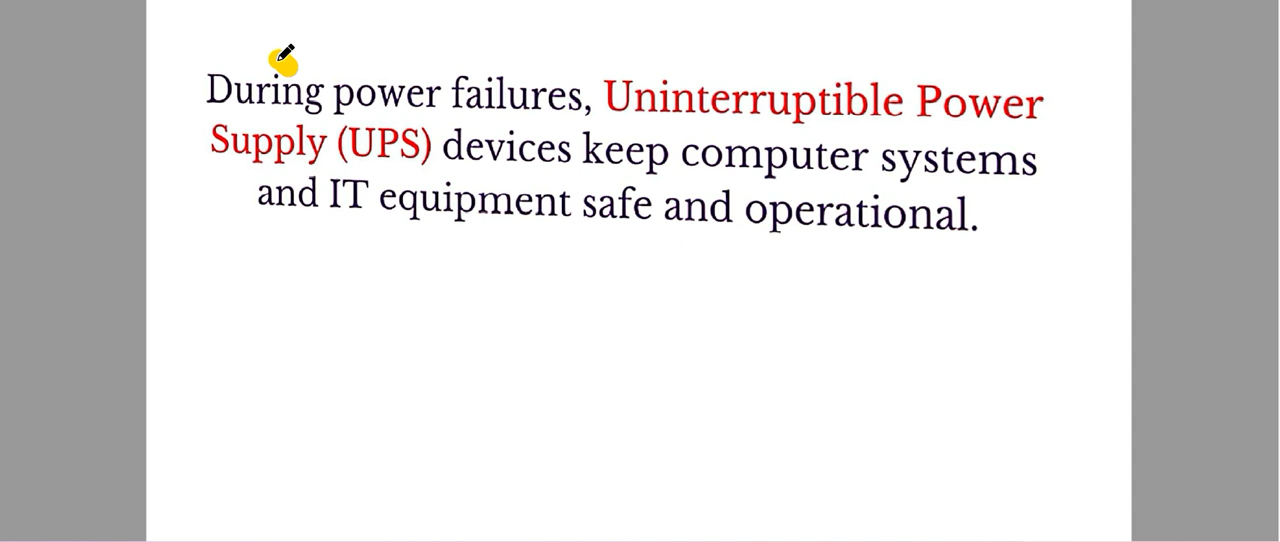 During power failures, Uninterruptible Power
Supply (UPS) devices keep computer systems
and IT equipment safe and operational.